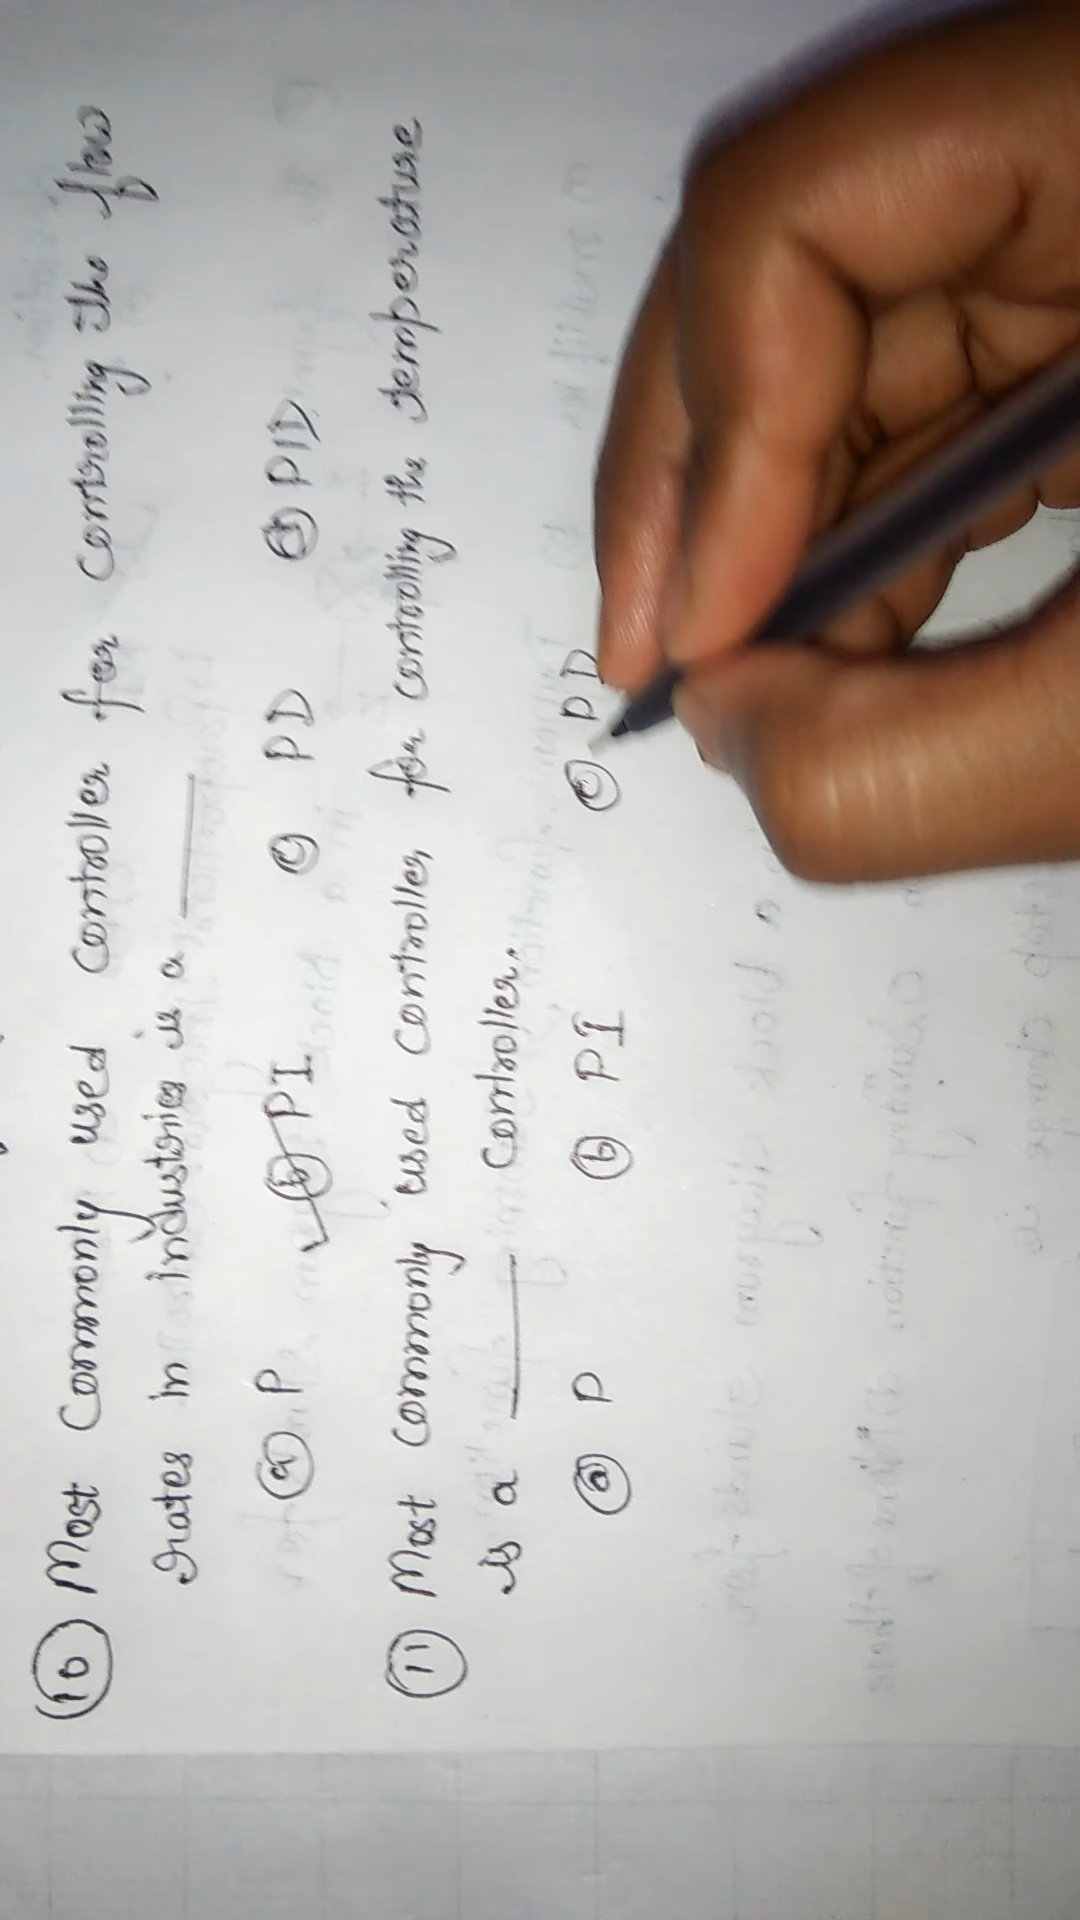 (10) Most Commonly used controller for controlling the flow
rates in industries is a ______
(a) P (b) PI (c) PD (d) PID
(11) Most commonly used controller for controlling the temperature
is a ______ Controller.
(a) P (b) PI (c) PD